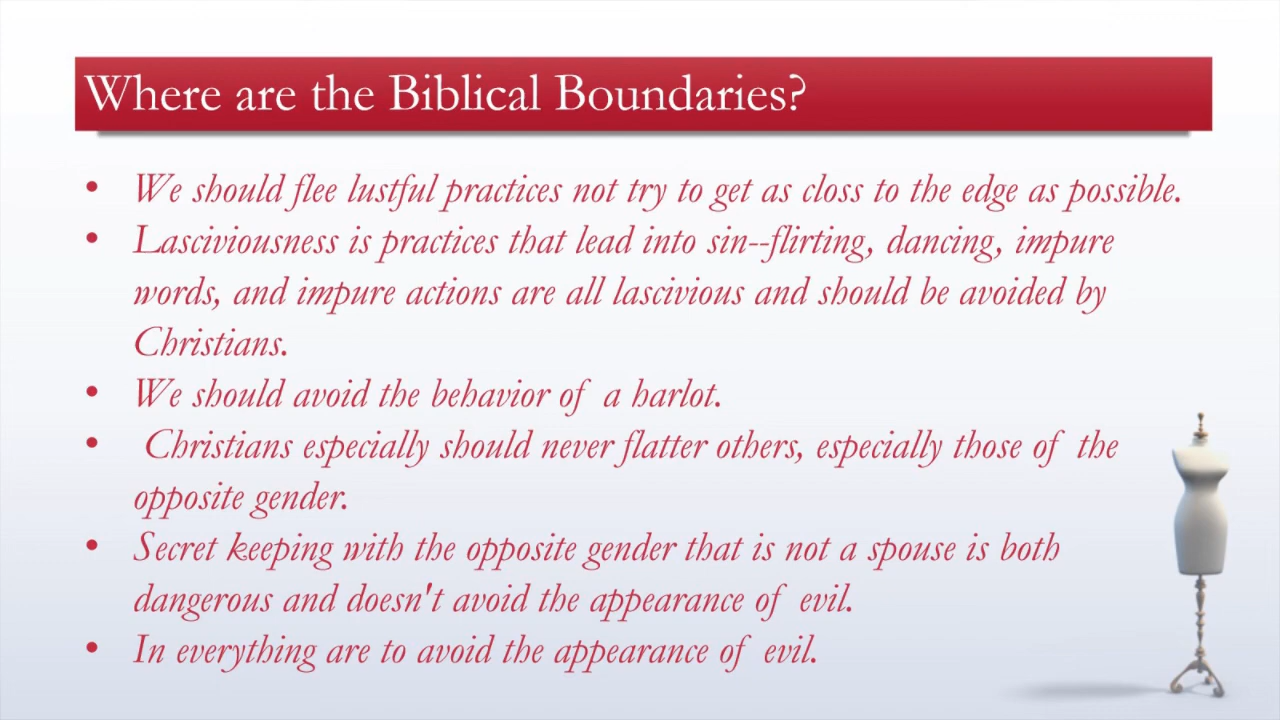 Where are the Biblical Boundaries?
• We should flee lustful practices not try to get as closs to the edge as possible.
• Lasciviousness is practices that lead into sin--flirting, dancing, impure
words, and impure actions are all lascivious and should be avoided by
Christians.
• We should avoid the behavior of a harlot.
• Christians especially should never flatter others, especially those of the
opposite gender.
• Secret keeping with the opposite gender that is not a spouse is both
dangerous and doesn't avoid the appearance of evil.
• In everything are to avoid the appearance of evil.